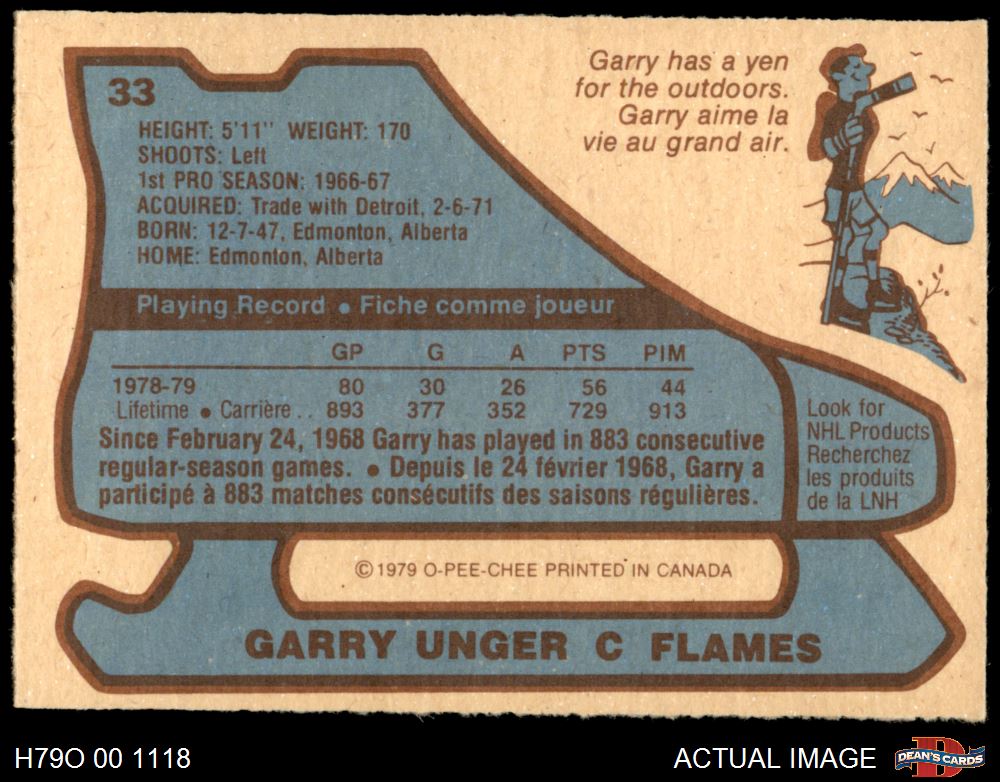 33
Garry has a yen
for the outdoors.
Garry aime la
vie au grand air.
HEIGHT: 5'11" WEIGHT: 170
SHOOTS: Left
1st PRO SEASON: 1966-67
ACQUIRED: Trade with Detroit, 2-6-71
BORN: 12-7-47, Edmonton, Alberta
HOME: Edmonton, Alberta
Playing Record • Fiche comme joueur
GP G A PTS PIM
1978-79 80 30 26 56 44
Lifetime • Carrière .. 893 377 352 729 913
Since February 24, 1968 Garry has played in 883 consecutive
regular-season games. • Depuis le 24 février 1968, Garry a
participé à 883 matches consécutifs des saisons régulières.
Look for
NHL Products
Recherchez
les produits
de la LNH
© 1979 O-PEE-CHEE PRINTED IN CANADA
GARRY UNGER C FLAMES
H79O 00 1118
ACTUAL IMAGE
D
DEAN'S CARDS